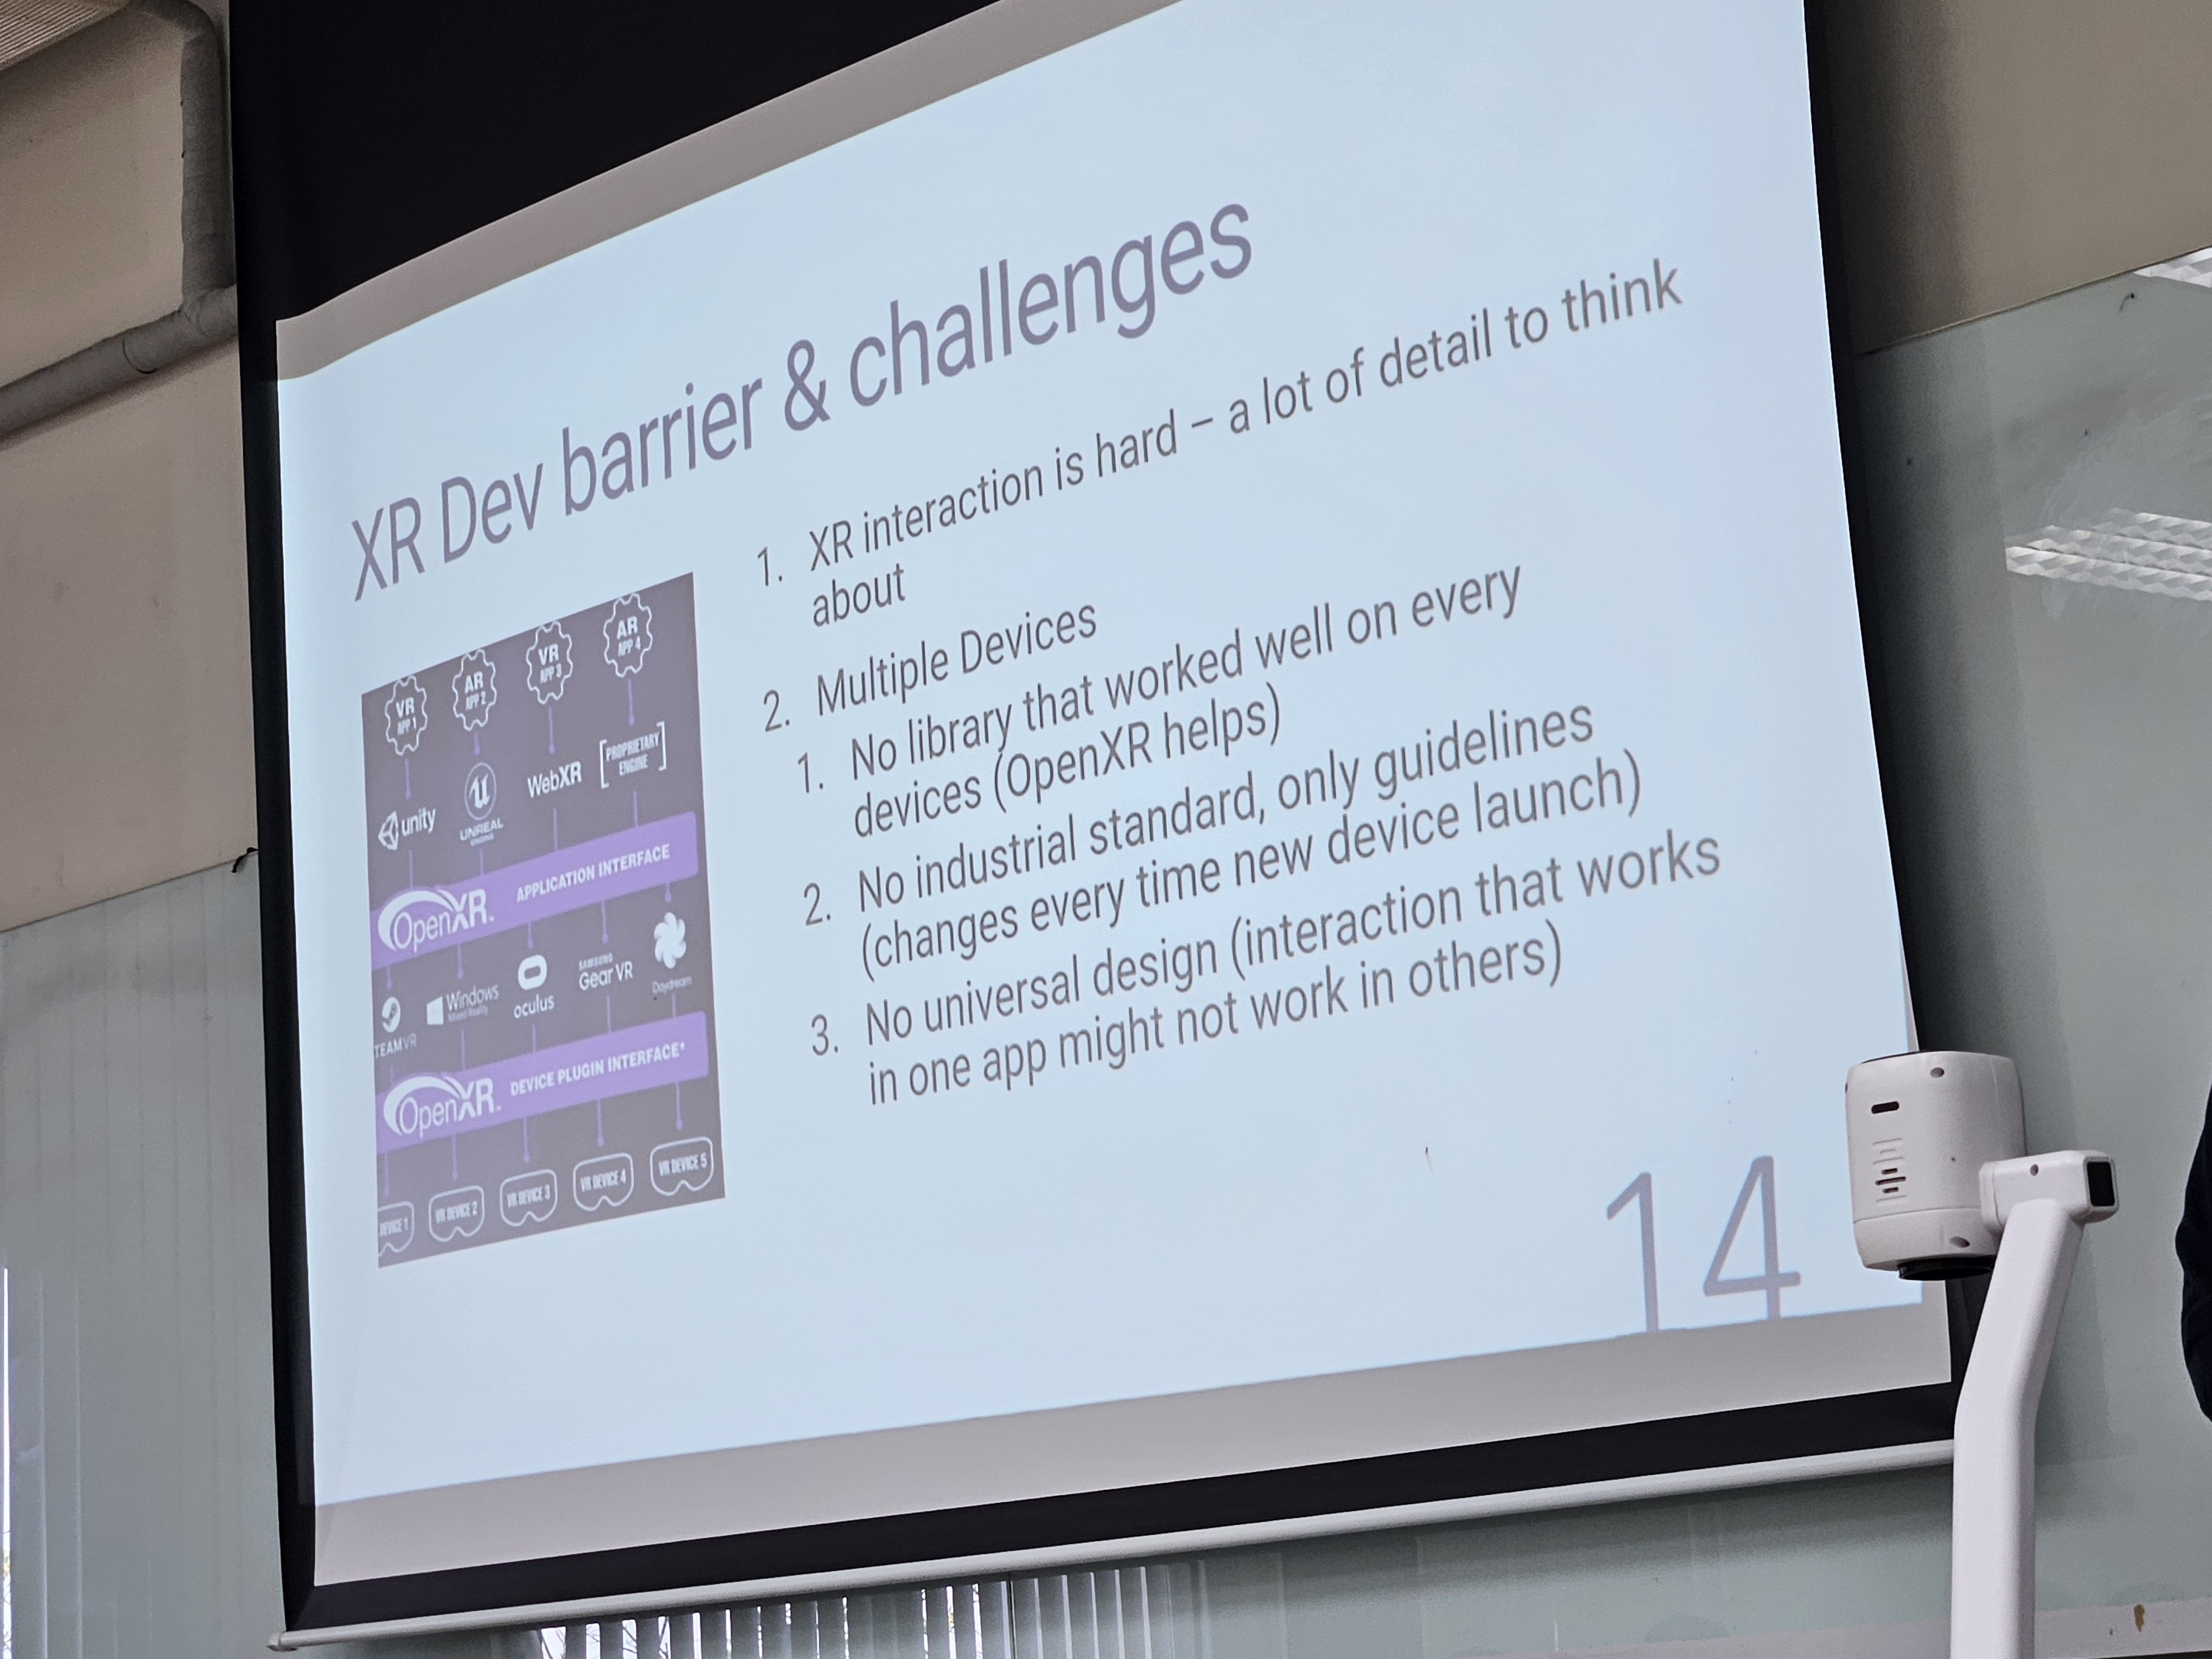 XR Dev barrier & challenges
1. XR interaction is hard – a lot of detail to think
about
2. Multiple Devices
1. No library that worked well on every
devices (OpenXR helps)
2. No industrial standard, only guidelines
(changes every time new device launch)
3. No universal design (interaction that works
in one app might not work in others)
VR
APP 1
AR
APP 2
VR
APP 3
AR
APP 4
unity
UNREAL
WebXR
[PROPRIETARY
ENGINE]
OpenXR™ APPLICATION INTERFACE
TEAMVR
Windows
Mixed Reality
oculus
SAMSUNG
Gear VR
Daydream
OpenXR™ DEVICE PLUGIN INTERFACE*
DEVICE 1
VR DEVICE 2
VR DEVICE 3
VR DEVICE 4
VR DEVICE 5
14